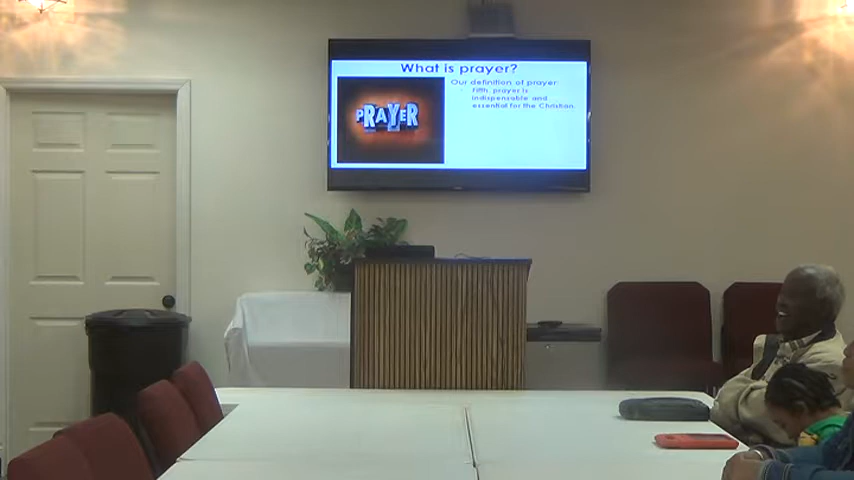 What is prayer?
PRAYER
Our definition of prayer:
Fifth, prayer is
indispensable and
essential for the Christian.